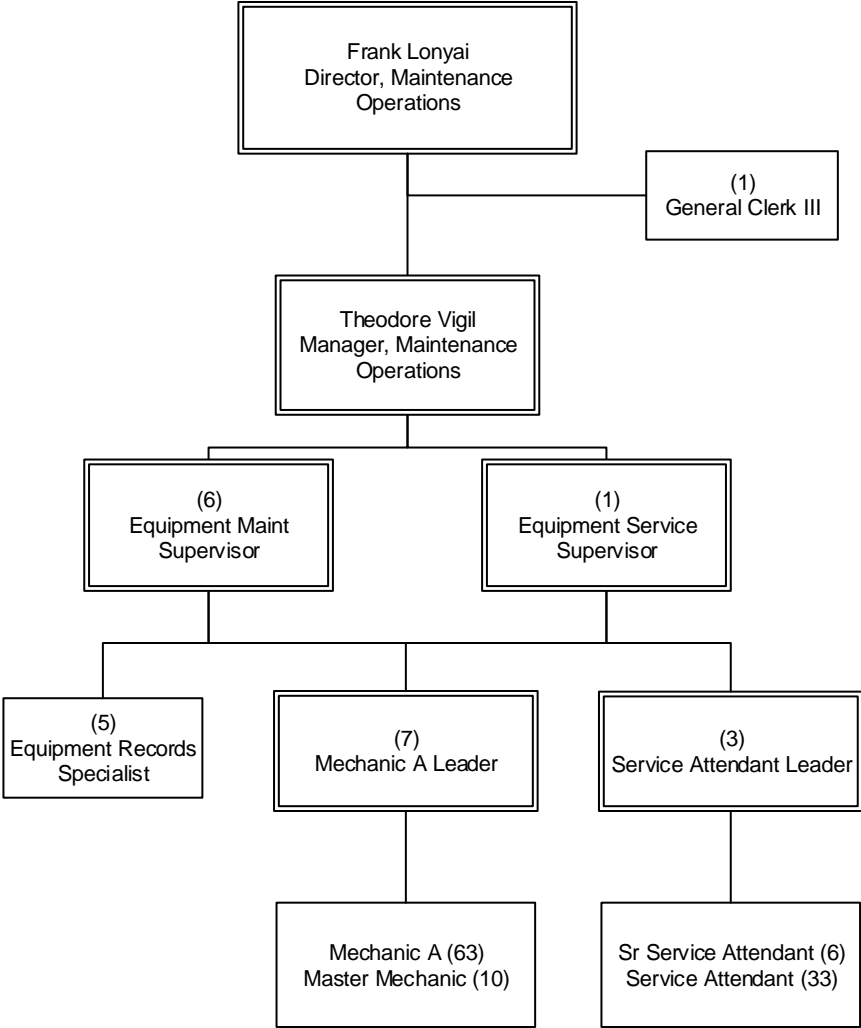 Frank Lonyai
Director, Maintenance
Operations
(1)
General Clerk III
Theodore Vigil
Manager, Maintenance
Operations
(6)
Equipment Maint
Supervisor
(1)
Equipment Service
Supervisor
(5)
Equipment Records
Specialist
(7)
Mechanic A Leader
(3)
Service Attendant Leader
Mechanic A (63)
Master Mechanic (10)
Sr Service Attendant (6)
Service Attendant (33)